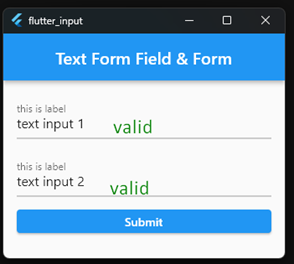 flutter_input
Text Form Field & Form
this is label
text input 1 valid
this is label
text input 2 valid
Submit